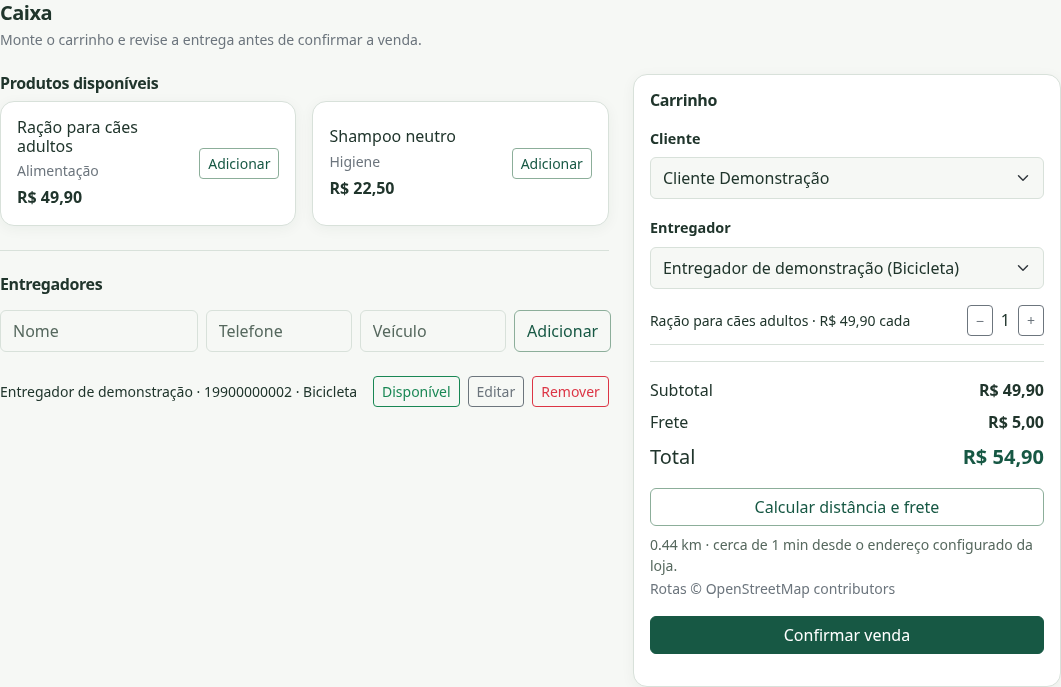 Caixa
Monte o carrinho e revise a entrega antes de confirmar a venda.
Produtos disponíveis
Ração para cães
adultos
Alimentação
R$ 49,90
Adicionar
Shampoo neutro
Higiene
R$ 22,50
Adicionar
Entregadores
Nome
Telefone
Veículo
Adicionar
Entregador de demonstração · 19900000002 · Bicicleta
Disponível
Editar
Remover
Carrinho
Cliente
Cliente Demonstração
Entregador
Entregador de demonstração (Bicicleta)
Ração para cães adultos · R$ 49,90 cada
− 1 +
Subtotal R$ 49,90
Frete R$ 5,00
Total R$ 54,90
Calcular distância e frete
0.44 km · cerca de 1 min desde o endereço configurado da
loja.
Rotas © OpenStreetMap contributors
Confirmar venda